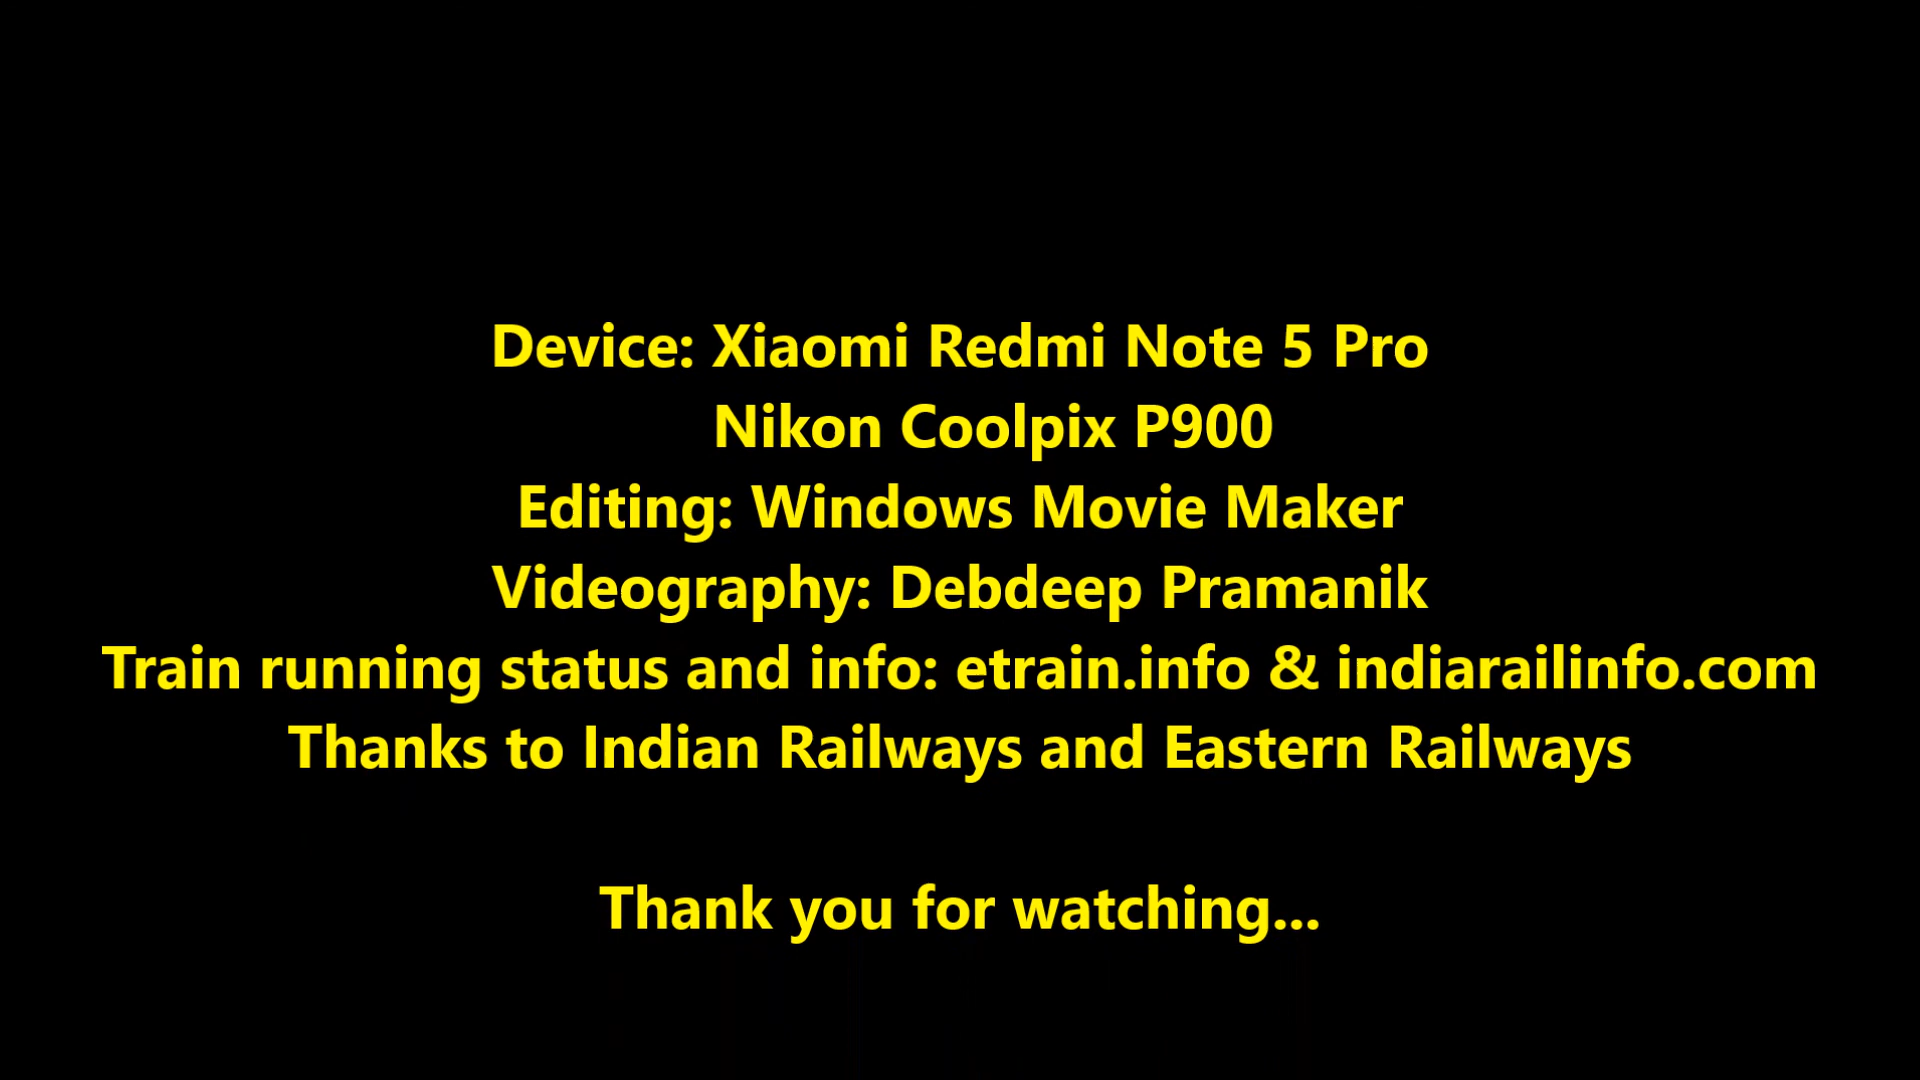 Device: Xiaomi Redmi Note 5 Pro
Nikon Coolpix P900
Editing: Windows Movie Maker
Videography: Debdeep Pramanik
Train running status and info: etrain.info & indiarailinfo.com
Thanks to Indian Railways and Eastern Railways
Thank you for watching...